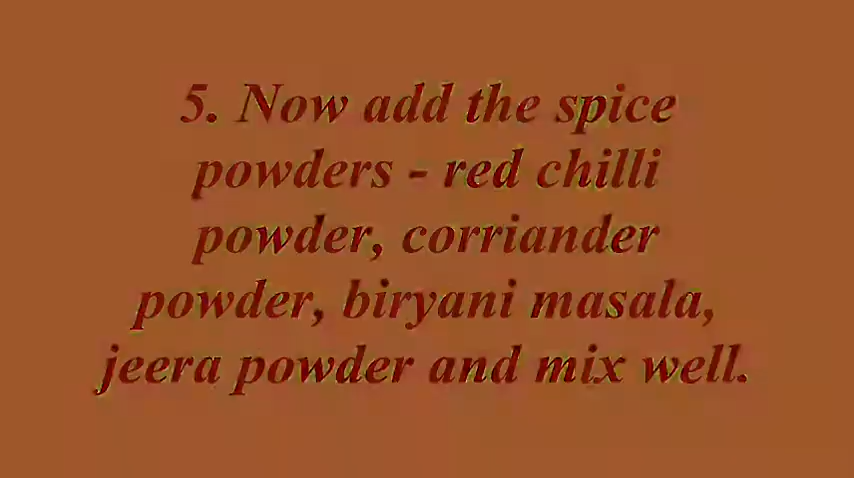 5. Now add the spice
powders - red chilli
powder, corriander
powder, biryani masala,
jeera powder and mix well.